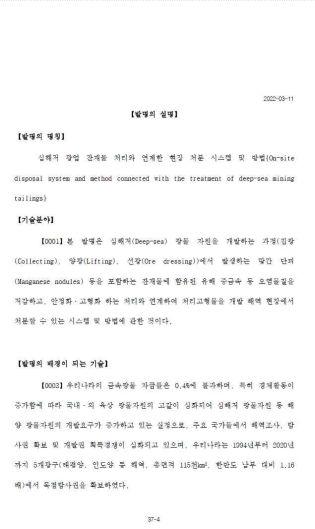 2022-03-11
【발명의 설명】
【발명의 명칭】
심해저 광업 잔재물 처리와 연계한 현장 처분 시스템 및 방법{On-site
disposal system and method connected with the treatment of deep-sea mining
tailings}
【기술분야】
【0001】본 발명은 심해저(Deep-sea) 광물 자원을 개발하는 과정(집광
(Collecting), 양광(Lifting), 선광(Ore dressing))에서 발생하는 망간 단괴
(Manganese nodules) 등을 포함하는 잔재물에 함유된 유해 중금속 등 오염물질을
저감하고, 안정화·고형화 하는 처리와 연계하여 처리고형물을 개발 해역 현장에서
처분할 수 있는 시스템 및 방법에 관한 것이다.
【발명의 배경이 되는 기술】
【0003】우리나라의 금속광물 자급률은 0.4%에 불과하며, 특히 경제활동이
증가함에 따라 국내·외 육상 광물자원의 고갈이 심화되어 심해저 광물자원 등 해
양 광물자원의 개발요구가 증가하고 있는 실정으로, 주요 국가들에서 해역조사, 탐
사권 확보 및 개발권 획득경쟁이 심화되고 있으며, 우리나라는 1994년부터 2020년
까지 5개광구(태평양, 인도양 등 해역, 총면적 115천km², 한반도 남부 대비 1.16
배)에서 독점탐사권을 확보하였다.
37-4